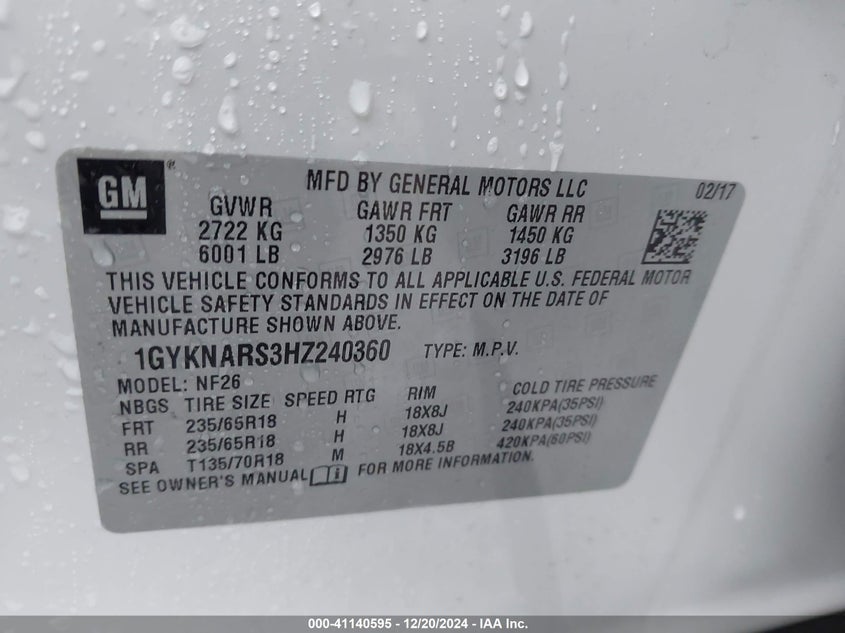 GM ®
MFD BY GENERAL MOTORS LLC 02/17
GVWR GAWR FRT GAWR RR
2722 KG 1350 KG 1450 KG
6001 LB 2976 LB 3196 LB
THIS VEHICLE CONFORMS TO ALL APPLICABLE U.S. FEDERAL MOTOR
VEHICLE SAFETY STANDARDS IN EFFECT ON THE DATE OF
MANUFACTURE SHOWN ABOVE.
1GYKNARS3HZ240360 TYPE: M.P.V.
MODEL: NF26
NBGS TIRE SIZE SPEED RTG RIM COLD TIRE PRESSURE
FRT 235/65R18 H 18X8J 240KPA(35PSI)
RR 235/65R18 H 18X8J 240KPA(35PSI)
SPA T135/70R18 M 18X4.5B 420KPA(60PSI)
SEE OWNER'S MANUAL i FOR MORE INFORMATION.
000-41140595 - 12/20/2024 - IAA Inc.